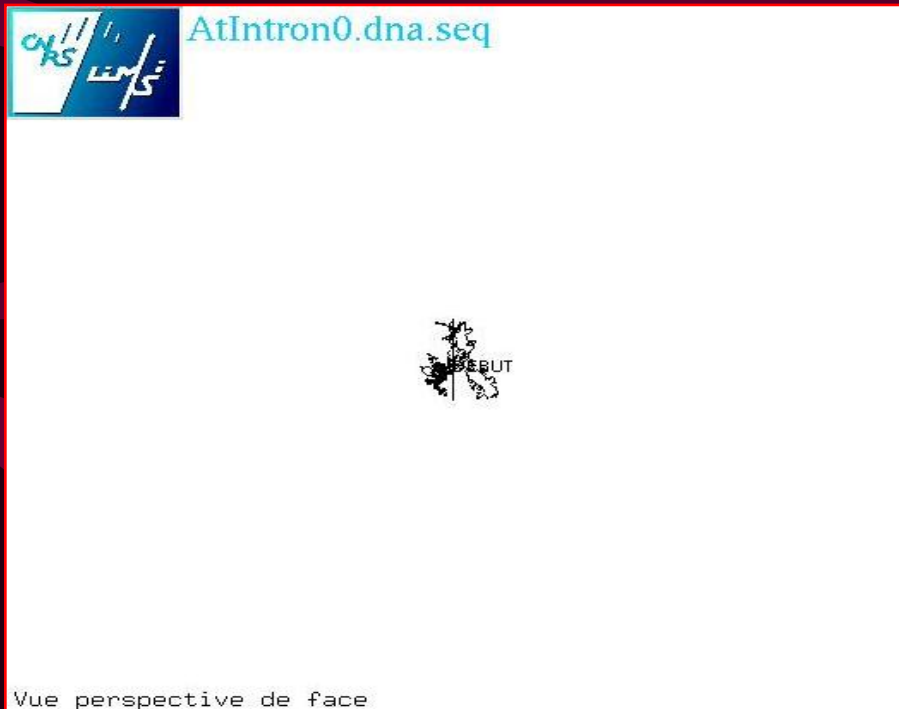 CNRS
LIMSI
AtIntron0.dna.seq
DEBUT
Vue perspective de face